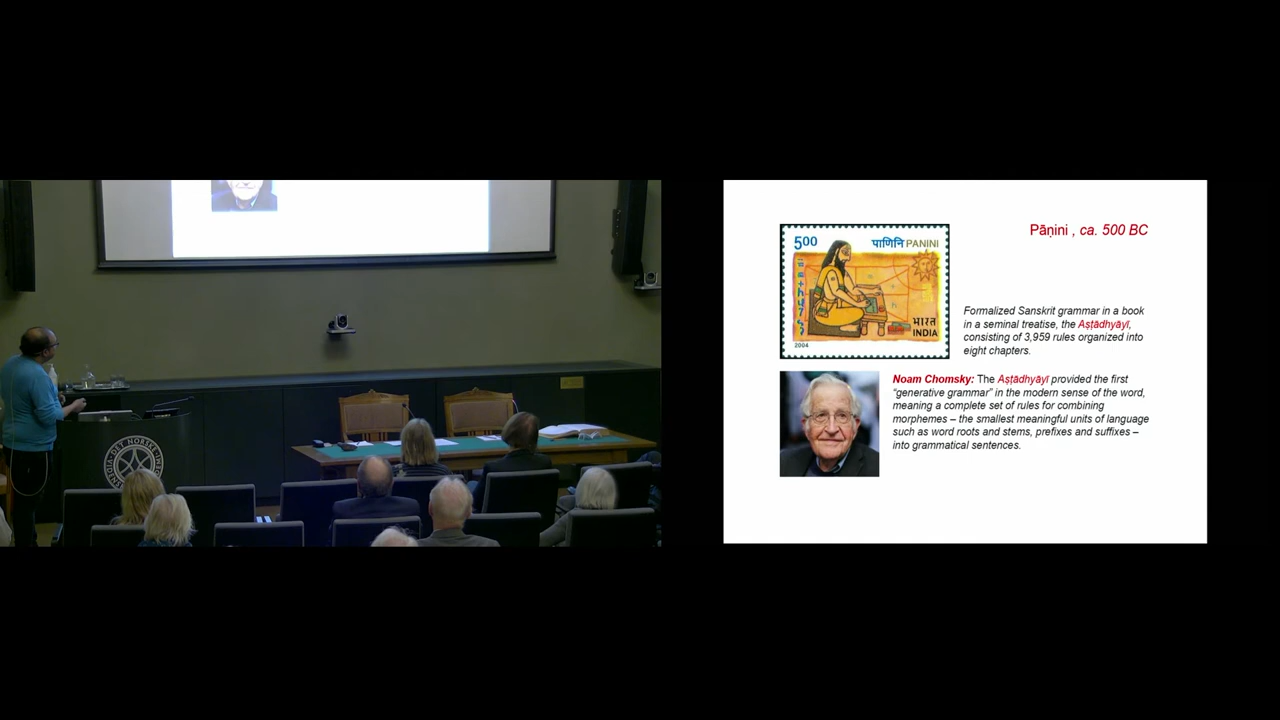 Pāṇini , ca. 500 BC
5.00 पाणिनि PANINI
भारत
INDIA
2004
Formalized Sanskrit grammar in a book
in a seminal treatise, the Aṣṭādhyāyī,
consisting of 3,959 rules organized into
eight chapters.
Noam Chomsky: The Aṣṭādhyāyī provided the first
“generative grammar” in the modern sense of the word,
meaning a complete set of rules for combining
morphemes – the smallest meaningful units of language
such as word roots and stems, prefixes and suffixes –
into grammatical sentences.
DET NORSKE